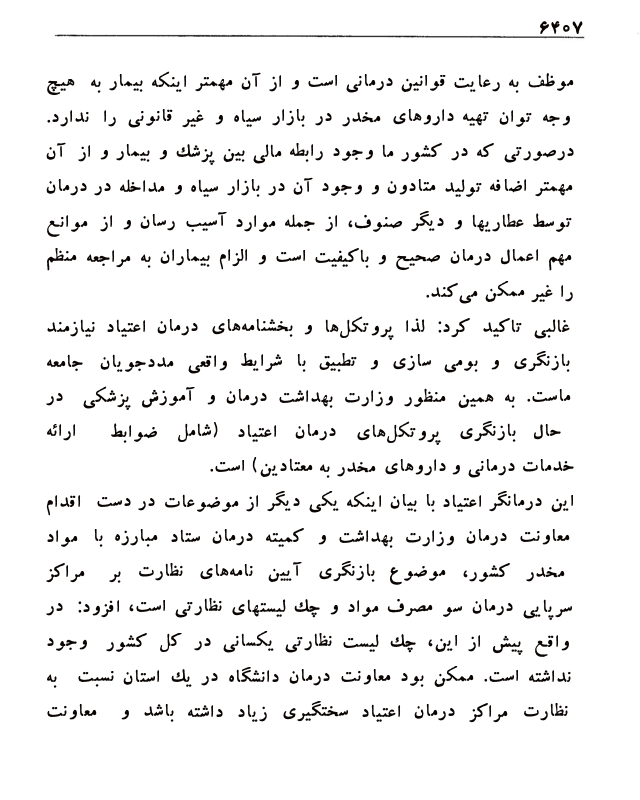 ۶۴۰۷
موظف به رعایت قوانین درمانی است و از آن مهمتر اینکه بیمار به هیچ
وجه توان تهیه داروهای مخدر در بازار سیاه و غیر قانونی را ندارد.
درصورتی که در کشور ما وجود رابطه مالی بین پزشك و بیمار و از آن
مهمتر اضافه تولید متادون و وجود آن در بازار سیاه و مداخله در درمان
توسط عطاریها و دیگر صنوف، از جمله موارد آسیب رسان و از موانع
مهم اعمال درمان صحیح و باکیفیت است و الزام بیماران به مراجعه منظم
را غیر ممکن می‌کند.
غالبی تاکید کرد: لذا پروتکل‌ها و بخشنامه‌های درمان اعتیاد نیازمند
بازنگری و بومی سازی و تطبیق با شرایط واقعی مددجویان جامعه
ماست. به همین منظور وزارت بهداشت درمان و آموزش پزشکی در
حال بازنگری پروتکل‌های درمان اعتیاد (شامل ضوابط ارائه
خدمات درمانی و داروهای مخدر به معتادین) است.
این درمانگر اعتیاد با بیان اینکه یکی دیگر از موضوعات در دست اقدام
معاونت درمان وزارت بهداشت و کمیته درمان ستاد مبارزه با مواد
مخدر کشور، موضوع بازنگری آیین نامه‌های نظارت بر مراکز
سرپایی درمان سو مصرف مواد و چك لیستهای نظارتی است، افزود: در
واقع پیش از این، چك لیست نظارتی یکسانی در کل کشور وجود
نداشته است. ممکن بود معاونت درمان دانشگاه در یك استان نسبت به
نظارت مراکز درمان اعتیاد سختگیری زیاد داشته باشد و معاونت